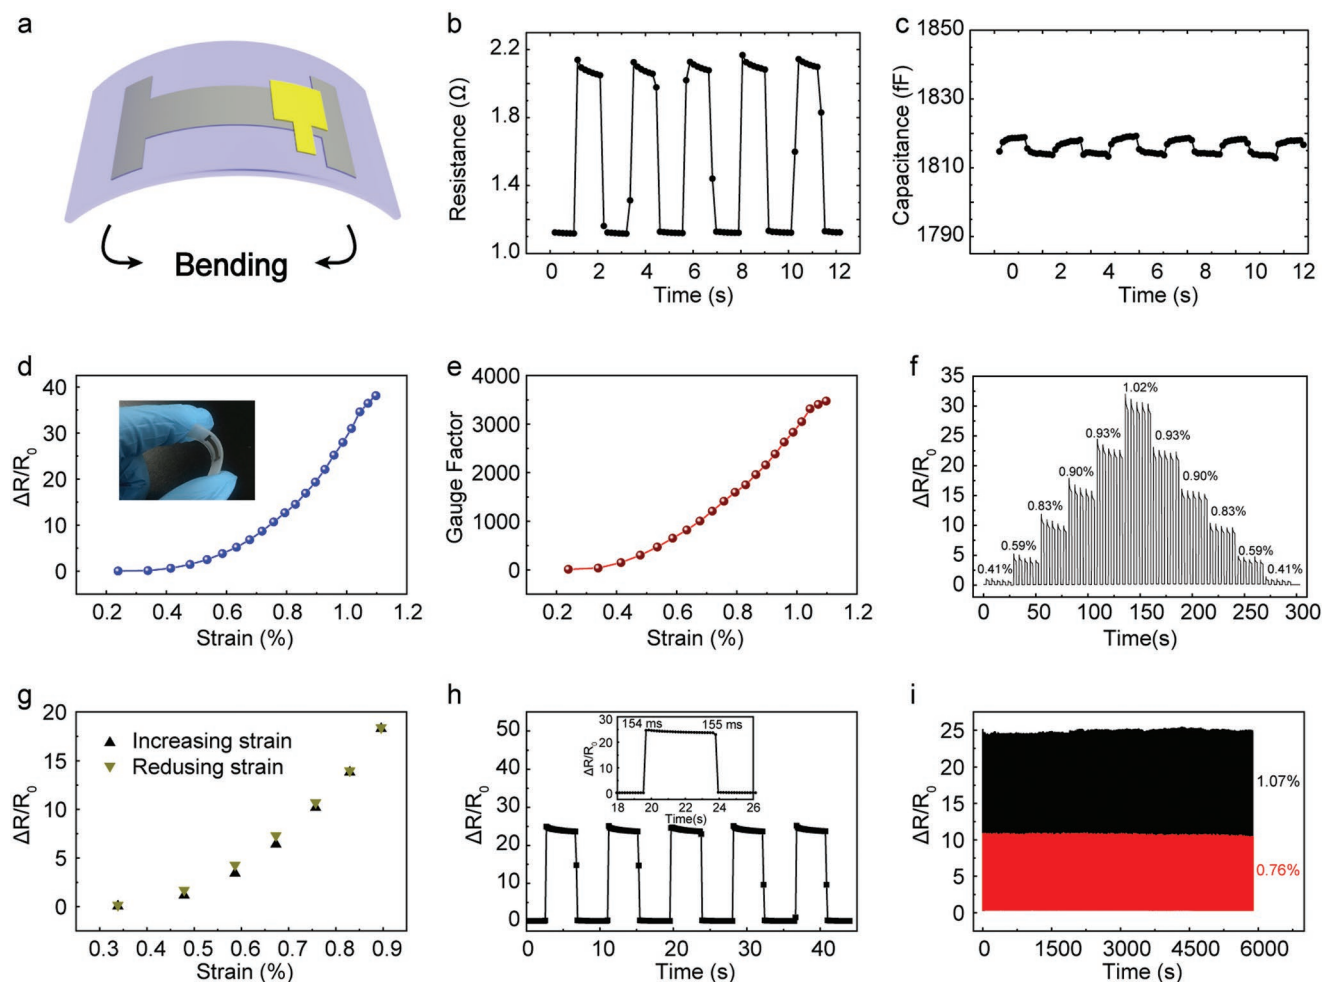 a
Bending
b
Resistance (Ω)
2.2
1.8
1.4
1.0
0 2 4 6 8 10 12
Time (s)
c
Capacitance (fF)
1850
1830
1810
1790
0 2 4 6 8 10 12
Time (s)
d
ΔR/R0
40
30
20
10
0
0.2 0.4 0.6 0.8 1.0 1.2
Strain (%)
e
Gauge Factor
4000
3000
2000
1000
0
0.2 0.4 0.6 0.8 1.0 1.2
Strain (%)
f
ΔR/R0
35
30
25
20
15
10
5
0
1.02%
0.93% 0.93%
0.90% 0.90%
0.83% 0.83%
0.59% 0.59%
0.41% 0.41%
0 50 100 150 200 250 300
Time(s)
g
ΔR/R0
20
15
10
5
0
Increasing strain
Redusing strain
0.3 0.4 0.5 0.6 0.7 0.8 0.9
Strain (%)
h
ΔR/R0
50
40
30
20
10
0
ΔR/R0
30
20
10
0
154 ms 155 ms
18 20 22 24 26
Time(s)
0 10 20 30 40
Time (s)
i
ΔR/R0
25
20
15
10
5
0
1.07%
0.76%
0 1500 3000 4500 6000
Time (s)